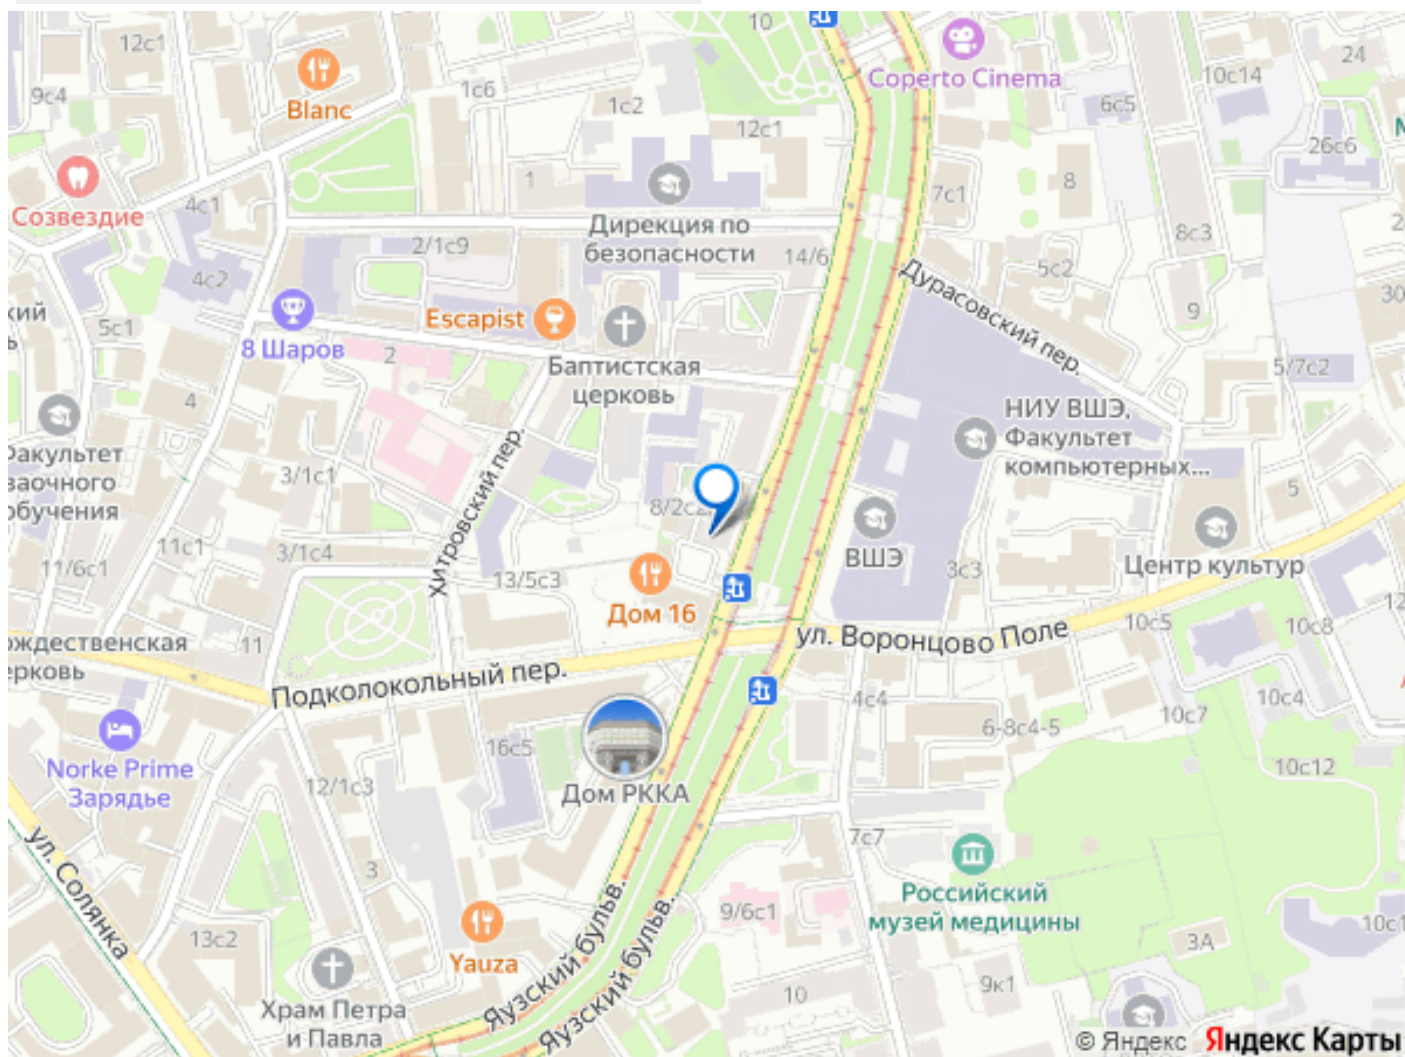 10
12с1
24
Coperto Cinema
10с14
9с4
Blanc
1с6
1с2
6с5
12с1
26с6
1
7с1
8
Созвездие
4с1
Дирекция по
безопасности
2/1с9
14/6
8с3
4с2
5с2
Дурасовский пер.
9
30
Escapist
5с1
8 Шаров
2
Баптистская
церковь
5/7с2
4
НИУ ВШЭ,
Факультет
компьютерных...
Факультет
заочного
обучения
3/1с1
Хитровский пер.
8/2с2
5
11с1
3/1с4
ВШЭ
11/6с1
13/5с3
3с3
Центр культур
Дом 16
12
10с5
10с8
ул. Воронцово Поле
11
Подколокольный пер.
4с4
10с4
10с7
6-8с4-5
16с5
Norke Prime
Зарядье
10с12
12/1с3
Дом РККА
7с7
ул. Солянка
3
Российский
музей медицины
9/6с1
13с2
3А
10с1
Yauza
Яузский бульв.
Яузский бульв.
9к1
10
Храм Петра
и Павла
© Яндекс Яндекс Карты